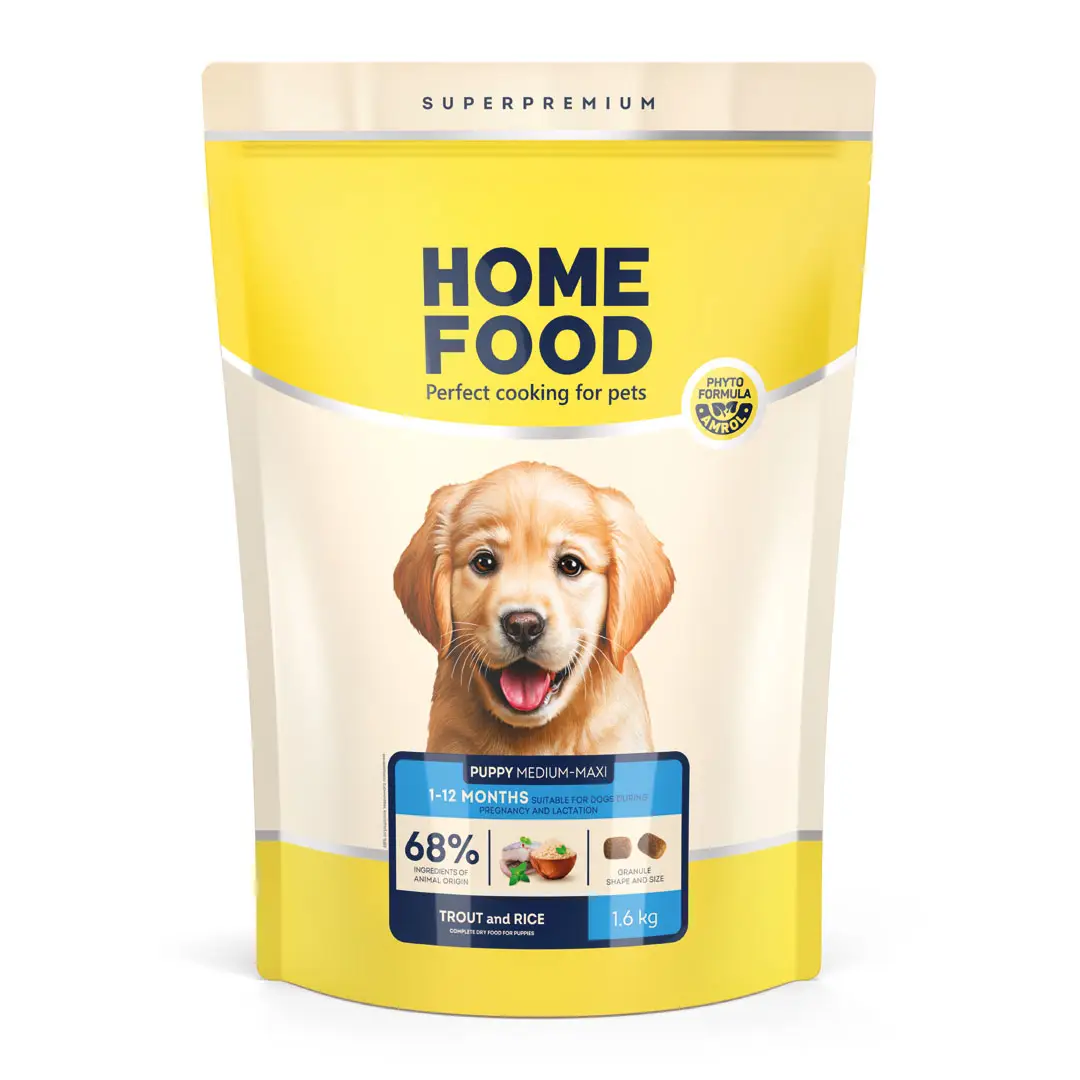 SUPERPREMIUM
HOME
FOOD
Perfect cooking for pets
PHYTO
FORMULA
AMROL
PUPPY MEDIUM-MAXI
1-12 MONTHS SUITABLE FOR DOGS DURING
PREGNANCY AND LACTATION
68%
INGREDIENTS OF
ANIMAL ORIGIN
GRANULE
SHAPE AND SIZE
TROUT and RICE
COMPLETE DRY FOOD FOR PUPPIES
1.6 kg